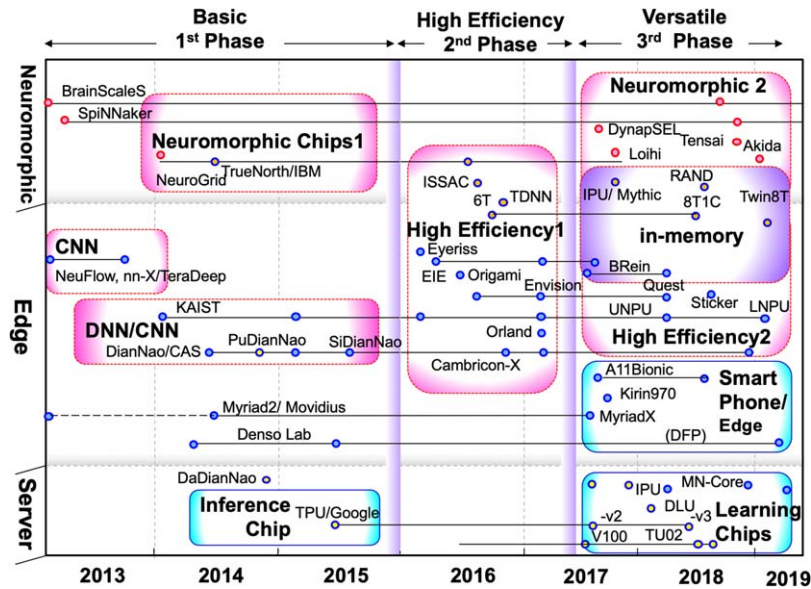 Basic
1st Phase
High Efficiency
2nd Phase
Versatile
3rd Phase
Neuromorphic
BrainScaleS
SpiNNaker
Neuromorphic Chips1
TrueNorth/IBM
NeuroGrid
Neuromorphic 2
DynapSEL
Tensai
Loihi
Akida
ISSAC
6T
TDNN
High Efficiency1
IPU/ Mythic
RAND
8T1C
Twin8T
in-memory
Edge
CNN
NeuFlow, nn-X/TeraDeep
Eyeriss
EIE
Origami
Envision
BRein
Quest
Sticker
UNPU
LNPU
KAIST
DNN/CNN
PuDianNao
DianNao/CAS
SiDianNao
Orland
Cambricon-X
High Efficiency2
A11Bionic
Kirin970
MyriadX
Smart
Phone/
Edge
Myriad2/ Movidius
Denso Lab
(DFP)
Server
DaDianNao
Inference
Chip
TPU/Google
IPU
MN-Core
DLU
Learning
Chips
-v2
-v3
V100
TU02
2013
2014
2015
2016
2017
2018
2019